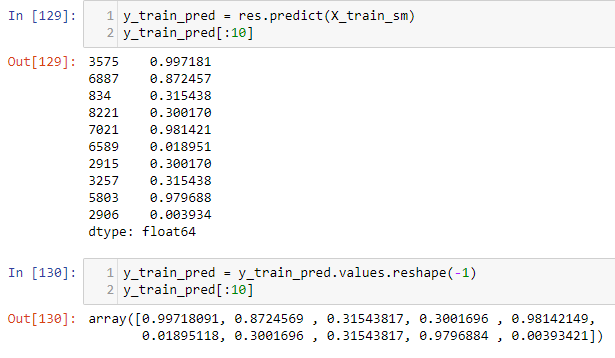 In [129]: 1 y_train_pred = res.predict(X_train_sm)
2 y_train_pred[:10]
Out[129]: 3575 0.997181
6887 0.872457
834 0.315438
8221 0.300170
7021 0.981421
6589 0.018951
2915 0.300170
3257 0.315438
5803 0.979688
2906 0.003934
dtype: float64
In [130]: 1 y_train_pred = y_train_pred.values.reshape(-1)
2 y_train_pred[:10]
Out[130]: array([0.99718091, 0.8724569 , 0.31543817, 0.3001696 , 0.98142149,
0.01895118, 0.3001696 , 0.31543817, 0.9796884 , 0.00393421])